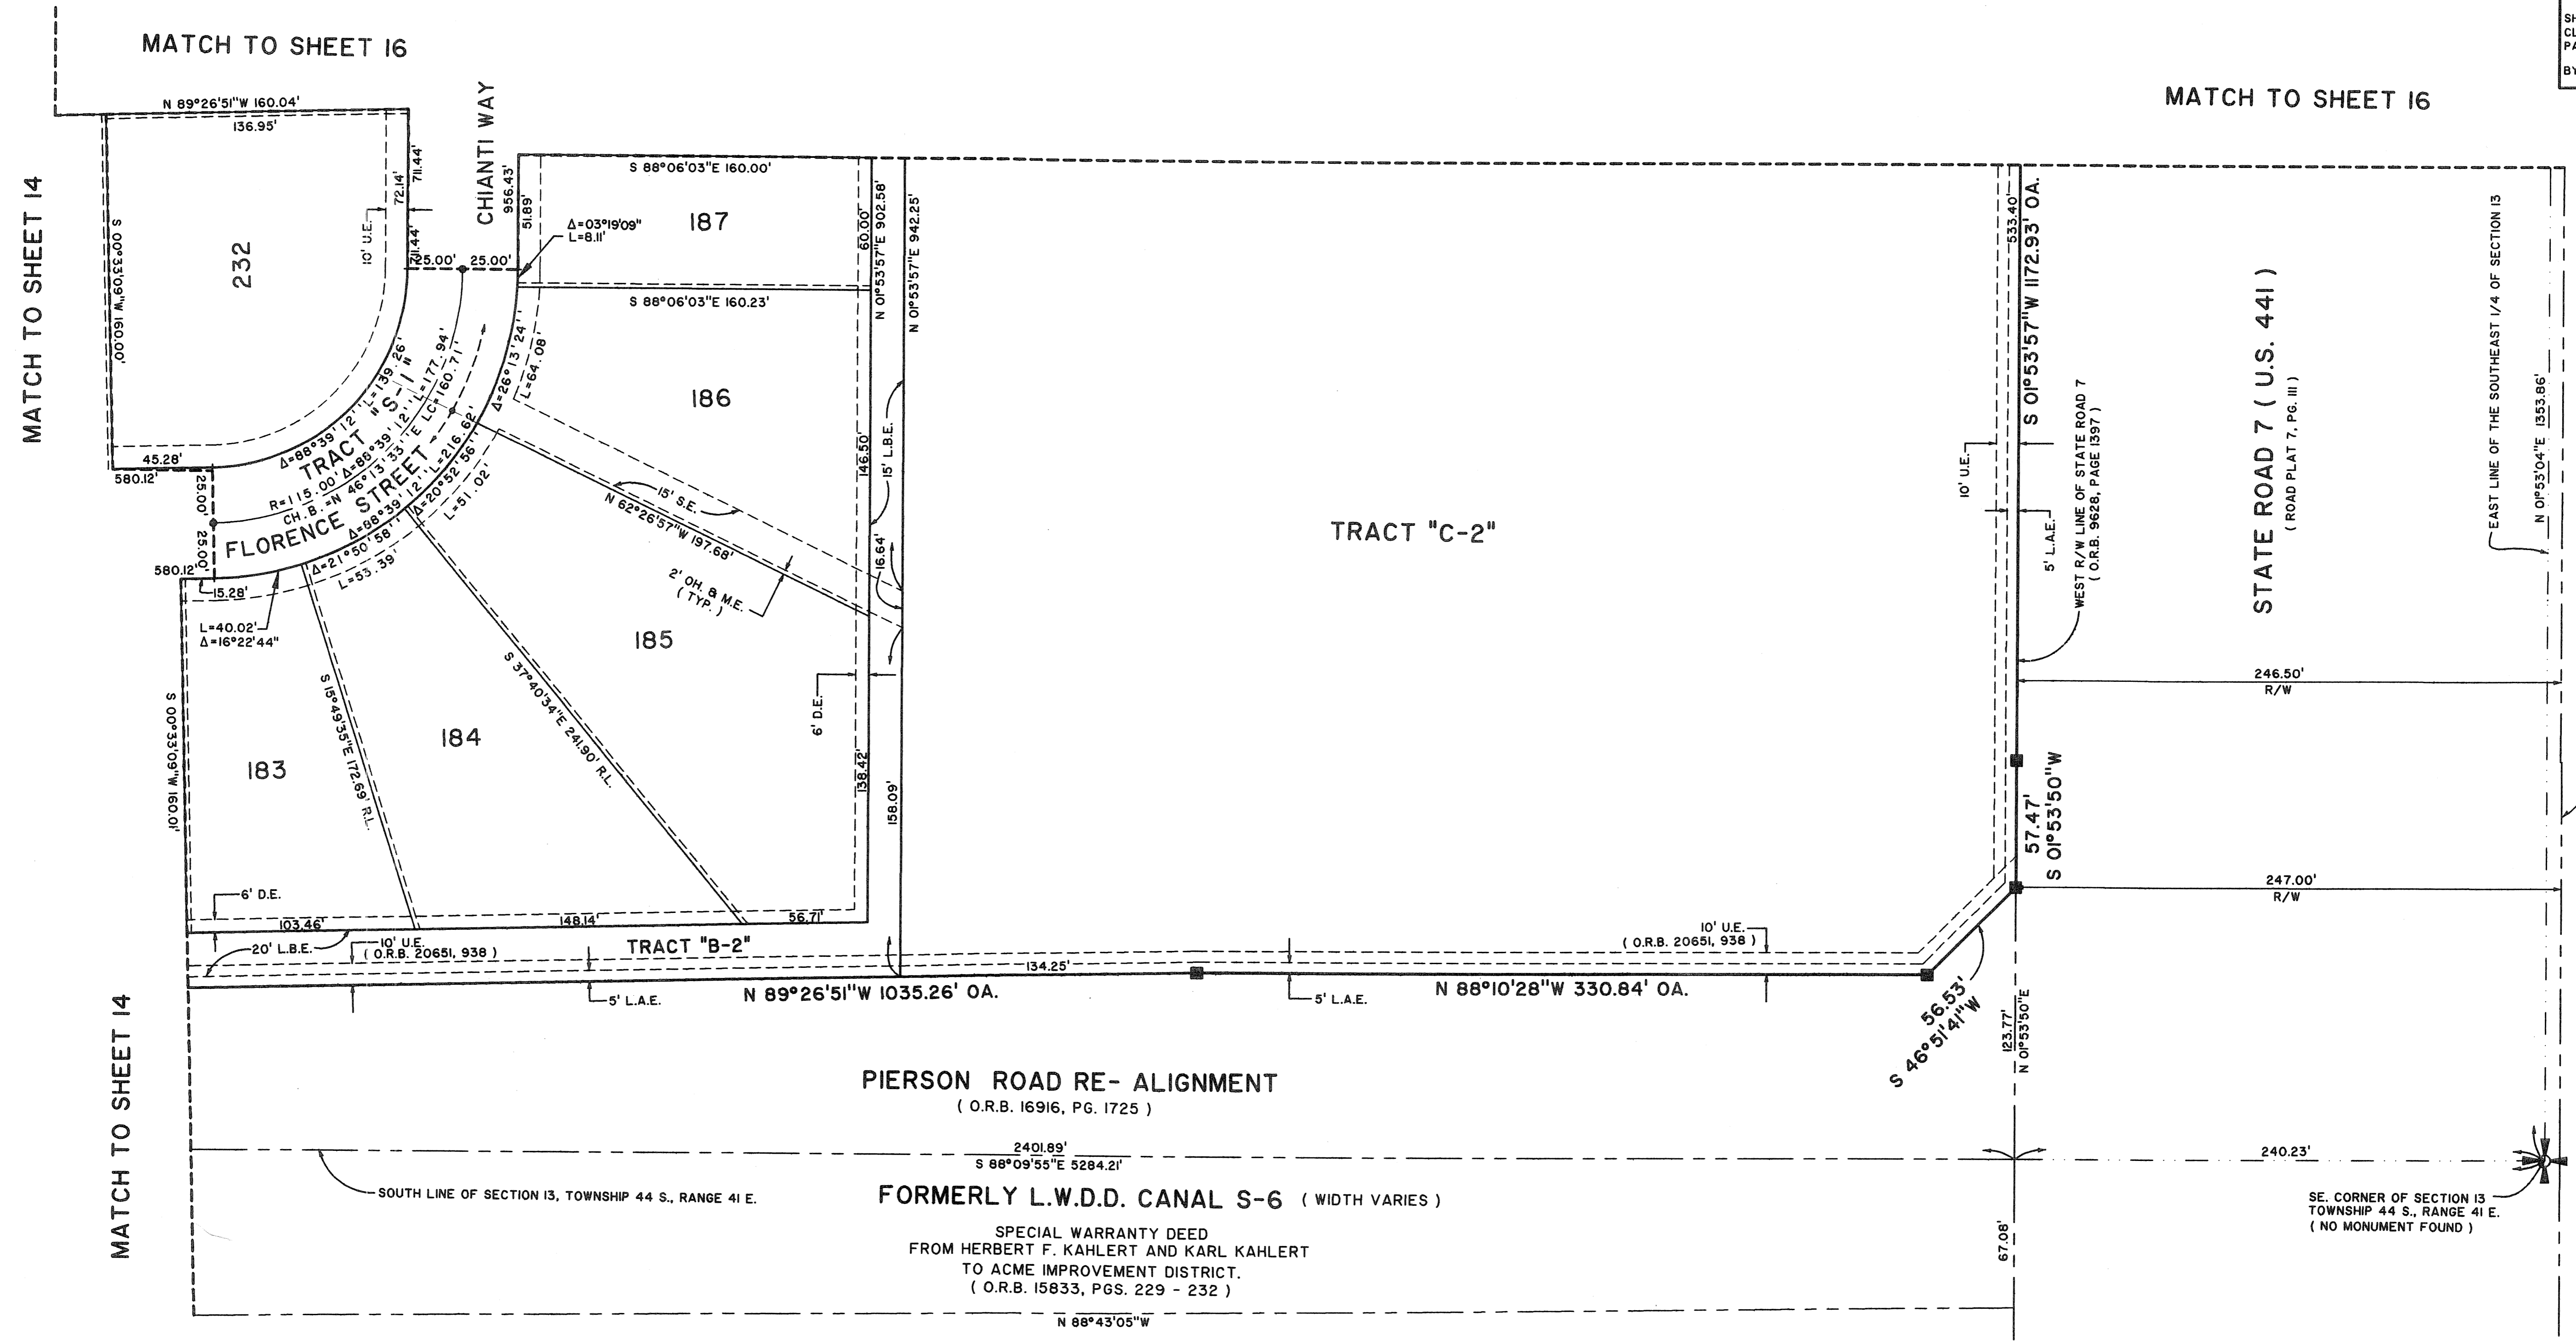 MATCH TO SHEET 16
MATCH TO SHEET 16
MATCH TO SHEET 14
MATCH TO SHEET 14
BY
N 89°26'51"W 160.04'
136.95'
S 00°33'09"W 160.00'
232
10' U.E.
72.14'
711.44'
711.44'
45.28'
580.12'
25.00'
25.00'
CHIANTI WAY
956.43'
51.89'
Δ=03°19'09"
L=8.11'
25.00'
25.00'
S 88°06'03"E 160.00'
187
60.00'
S 88°06'03"E 160.23'
N 01°53'57"E 902.58'
N 01°53'57"E 942.25'
186
Δ=26°13'24"
L=64.08'
146.50'
15' L.B.E.
15' S.E.
N 62°26'57"W 197.68'
2' OH. & M.E.
( TYP. )
16.64'
185
Δ=88°39'12" L=139.26'
TRACT "S-1"
R=115.00' Δ=88°39'12" L=177.94'
CH.B.=N 46°13'33"E LC=160.71'
FLORENCE STREET
Δ=88°39'12" L=216.62'
Δ=20°52'56"
L=51.02'
Δ=21°50'58"
L=53.39'
580.12'
15.28'
L=40.02'
Δ=16°22'44"
S 00°33'09"W 160.01'
183
S 15°49'35"E 172.69' R.L.
184
S 37°40'34"E 241.90' R.L.
6' D.E.
138.42'
158.09'
6' D.E.
103.46'
148.14'
56.71'
20' L.B.E.
10' U.E.
( O.R.B. 20651, 938 )
TRACT "B-2"
5' L.A.E.
N 89°26'51"W 1035.26' OA.
134.25'
5' L.A.E.
10' U.E.
( O.R.B. 20651, 938 )
N 88°10'28"W 330.84' OA.
TRACT "C-2"
533.40'
S 01°53'57"W 1172.93' OA.
10' U.E.
5' L.A.E.
WEST R/W LINE OF STATE ROAD 7
( O.R.B. 9628, PAGE 1397 )
STATE ROAD 7 ( U.S. 441 )
( ROAD PLAT 7, PG. 111 )
EAST LINE OF THE SOUTHEAST 1/4 OF SECTION 13
N 01°53'04"E 1353.86'
246.50'
R/W
57.47'
S 01°53'50"W
247.00'
R/W
56.53'
S 46°51'41"W
123.77'
N 01°53'50"E
PIERSON ROAD RE- ALIGNMENT
( O.R.B. 16916, PG. 1725 )
2401.89'
S 88°09'55"E 5284.21'
240.23'
SOUTH LINE OF SECTION 13, TOWNSHIP 44 S., RANGE 41 E.
FORMERLY L.W.D.D. CANAL S-6 ( WIDTH VARIES )
SPECIAL WARRANTY DEED
FROM HERBERT F. KAHLERT AND KARL KAHLERT
TO ACME IMPROVEMENT DISTRICT.
( O.R.B. 15833, PGS. 229 - 232 )
N 88°43'05"W
67.08'
SE. CORNER OF SECTION 13
TOWNSHIP 44 S., RANGE 41 E.
( NO MONUMENT FOUND )